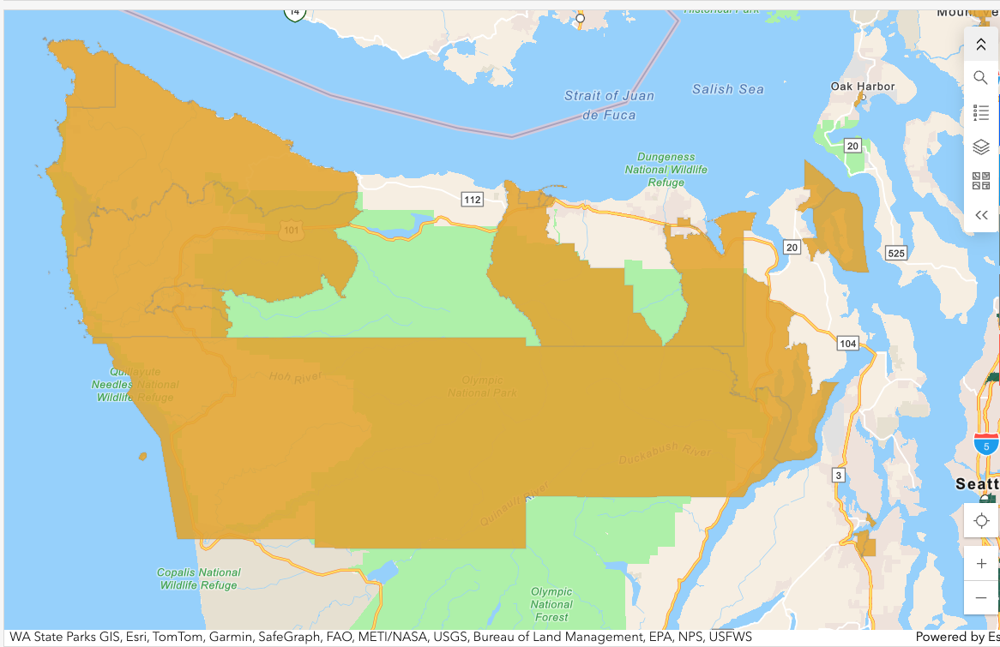 14
Historical Park
Strait of Juan
de Fuca
Salish Sea
Oak Harbor
20
Dungeness
National Wildlife
Refuge
112
101
20
525
104
Quillayute
Needles National
Wildlife Refuge
Hoh River
Olympic
National Park
Duckabush River
5
3
Seatt
Quinault River
Copalis National
Wildlife Refuge
Olympic
National
Forest
WA State Parks GIS, Esri, TomTom, Garmin, SafeGraph, FAO, METI/NASA, USGS, Bureau of Land Management, EPA, NPS, USFWS
Powered by Es